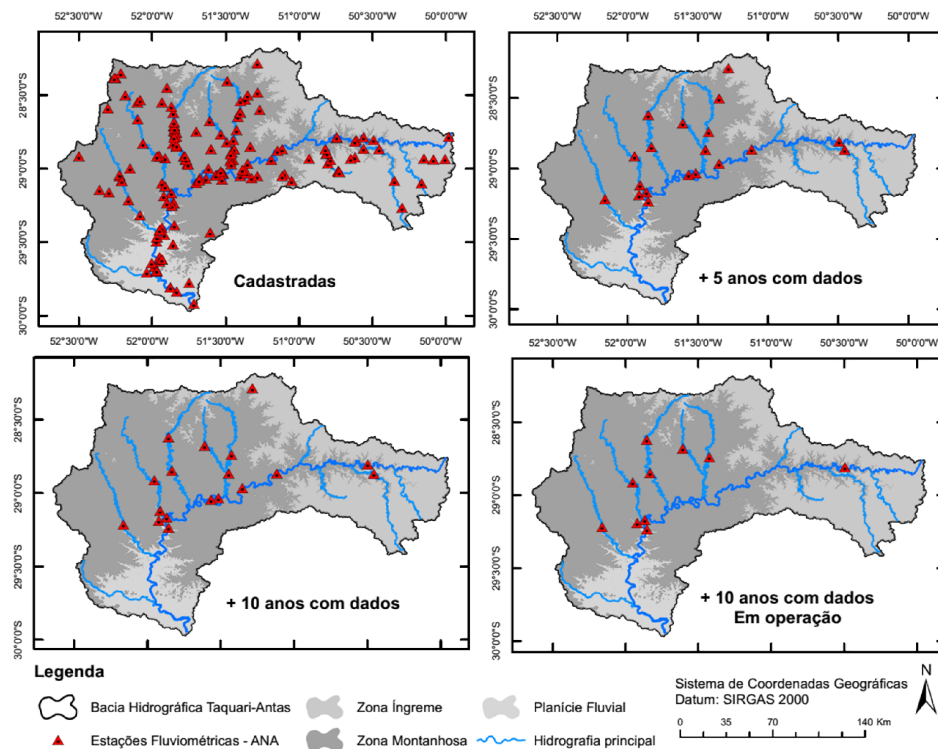 52°30'0"W 52°0'0"W 51°30'0"W 51°0'0"W 50°30'0"W 50°0'0"W
52°30'0"W 52°0'0"W 51°30'0"W 51°0'0"W 50°30'0"W 50°0'0"W
28°30'0"S
29°0'0"S
29°30'0"S
30°0'0"S
Cadastradas
28°30'0"S
29°0'0"S
29°30'0"S
30°0'0"S
+ 5 anos com dados
52°30'0"W 52°0'0"W 51°30'0"W 51°0'0"W 50°30'0"W 50°0'0"W
52°30'0"W 52°0'0"W 51°30'0"W 51°0'0"W 50°30'0"W 50°0'0"W
28°30'0"S
29°0'0"S
29°30'0"S
30°0'0"S
+ 10 anos com dados
28°30'0"S
29°0'0"S
29°30'0"S
30°0'0"S
+ 10 anos com dados
Em operação
Legenda
Bacia Hidrográfica Taquari-Antas
Zona Íngreme
Planície Fluvial
Estações Fluviométricas - ANA
Zona Montanhosa
Hidrografia principal
Sistema de Coordenadas Geográficas
Datum: SIRGAS 2000
0 35 70 140 Km
N